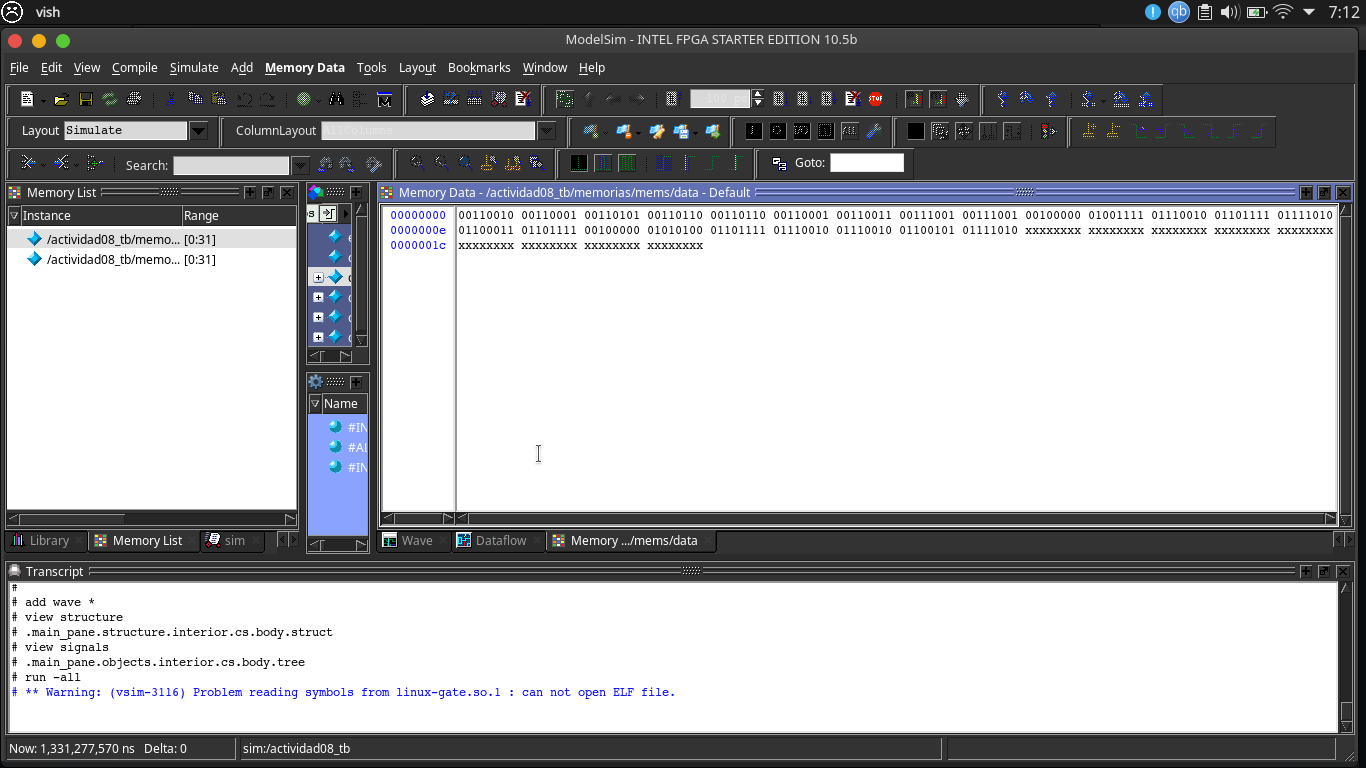 vish
qb
7:12
ModelSim - INTEL FPGA STARTER EDITION 10.5b
File Edit View Compile Simulate Add Memory Data Tools Layout Bookmarks Window Help
Layout Simulate ColumnLayout AllColumns
Search: Goto:
Memory List
Instance Range
/actividad08_tb/memo... [0:31]
/actividad08_tb/memo... [0:31]
Name
#IN
#AL
#IN
Memory Data - /actividad08_tb/memorias/mems/data - Default
00000000 00110010 00110001 00110101 00110110 00110110 00110001 00110011 00111001 00111001 00100000 01001111 01110010 01101111 01111010
0000000e 01100011 01101111 00100000 01010100 01101111 01110010 01110010 01100101 01111010 xxxxxxxx xxxxxxxx xxxxxxxx xxxxxxxx xxxxxxxx
0000001c xxxxxxxx xxxxxxxx xxxxxxxx xxxxxxxx
Library Memory List sim
Wave Dataflow Memory .../mems/data
Transcript
#
# add wave *
# view structure
# .main_pane.structure.interior.cs.body.struct
# view signals
# .main_pane.objects.interior.cs.body.tree
# run -all
# ** Warning: (vsim-3116) Problem reading symbols from linux-gate.so.1 : can not open ELF file.
Now: 1,331,277,570 ns Delta: 0 sim:/actividad08_tb